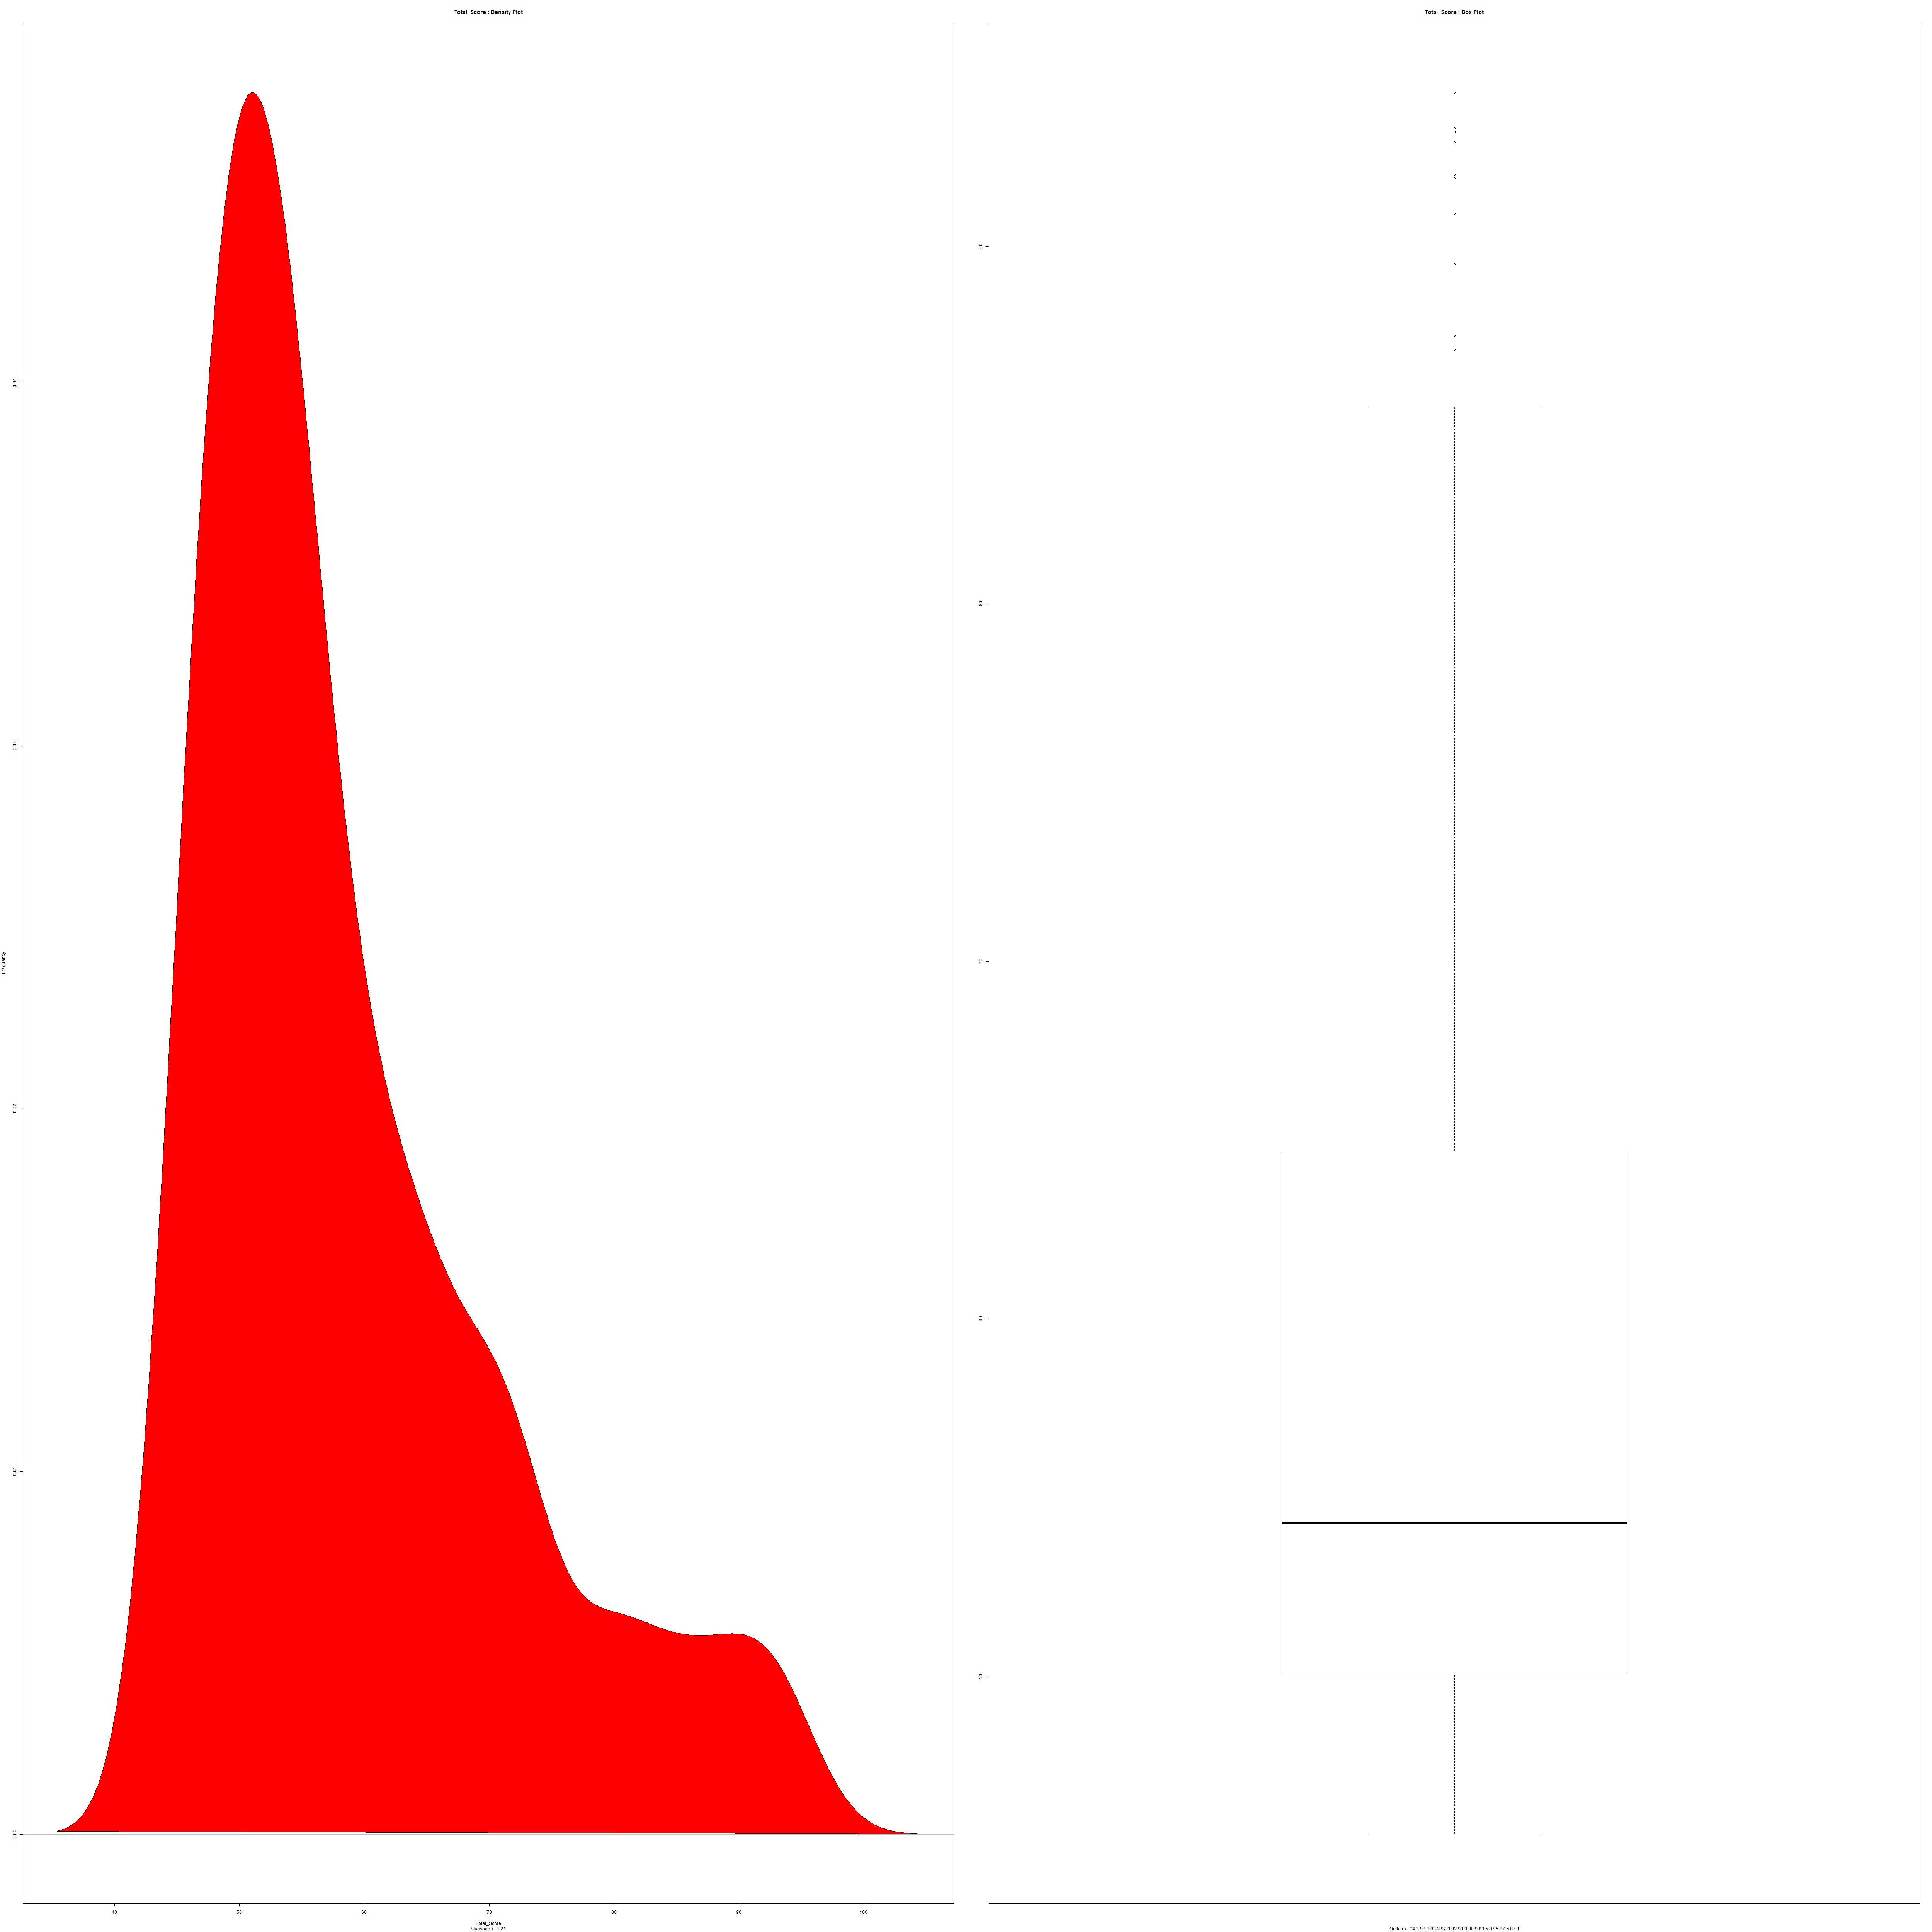 Total_Score : Density Plot
Frequency
0.00
0.01
0.02
0.03
0.04
40 50 60 70 80 90 100
Total_Score
Skewness: 1.21
Total_Score : Box Plot
50
60
70
80
90
Outliers: 94.3 93.3 93.2 92.9 92 91.9 90.9 89.5 87.5 87.5 87.1